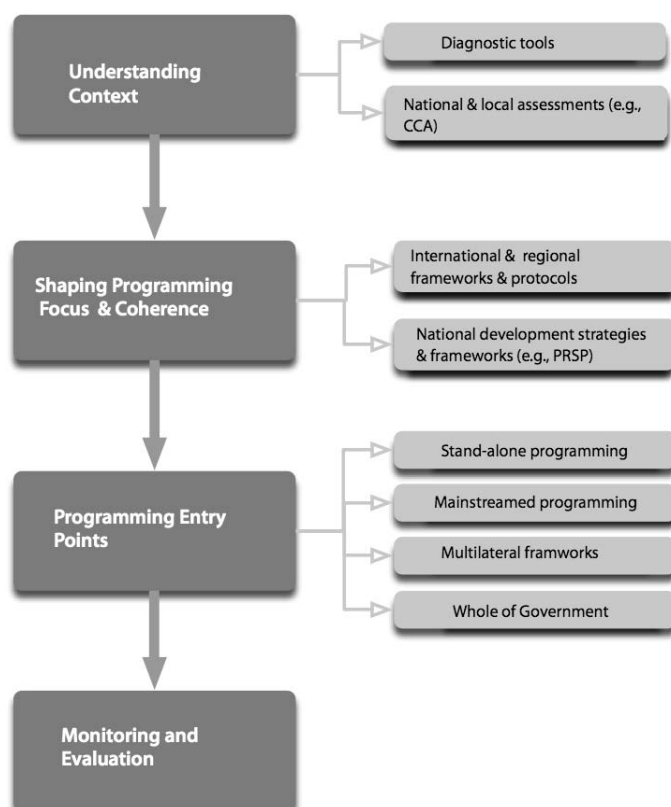 Understanding
Context
Diagnostic tools
National & local assessments (e.g.,
CCA)
Shaping Programming
Focus & Coherence
International & regional
frameworks & protocols
National development strategies
& frameworks (e.g., PRSP)
Programming Entry
Points
Stand-alone programming
Mainstreamed programming
Multilateral framworks
Whole of Government
Monitoring and
Evaluation